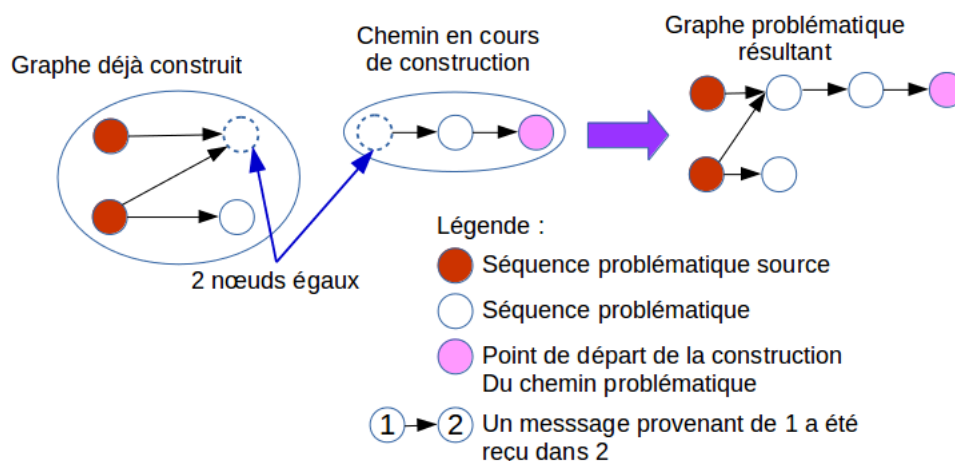 Graphe déjà construit
Chemin en cours
de construction
Graphe problématique
résultant
2 nœuds égaux
Légende :
Séquence problématique source
Séquence problématique
Point de départ de la construction
Du chemin problématique
1
2
Un messsage provenant de 1 a été
recu dans 2